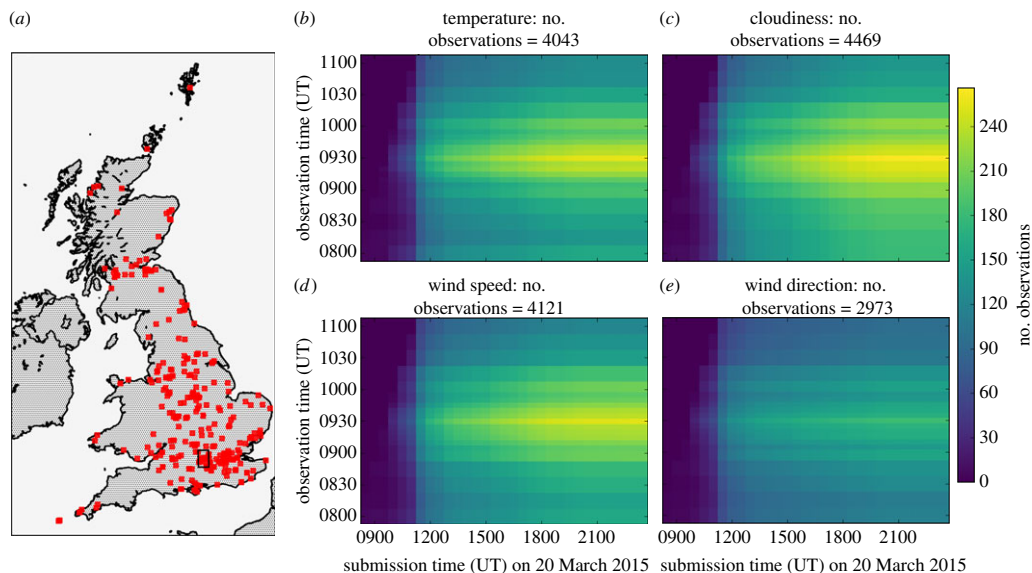 (a)
(b)
temperature: no.
observations = 4043
(c)
cloudiness: no.
observations = 4469
observation time (UT)
1100
1030
1000
0930
0900
0830
0800
240
210
180
150
120
90
60
30
0
no. observations
(d)
wind speed: no.
observations = 4121
(e)
wind direction: no.
observations = 2973
observation time (UT)
1100
1030
1000
0930
0900
0830
0800
0900 1200 1500 1800 2100
0900 1200 1500 1800 2100
submission time (UT) on 20 March 2015
submission time (UT) on 20 March 2015